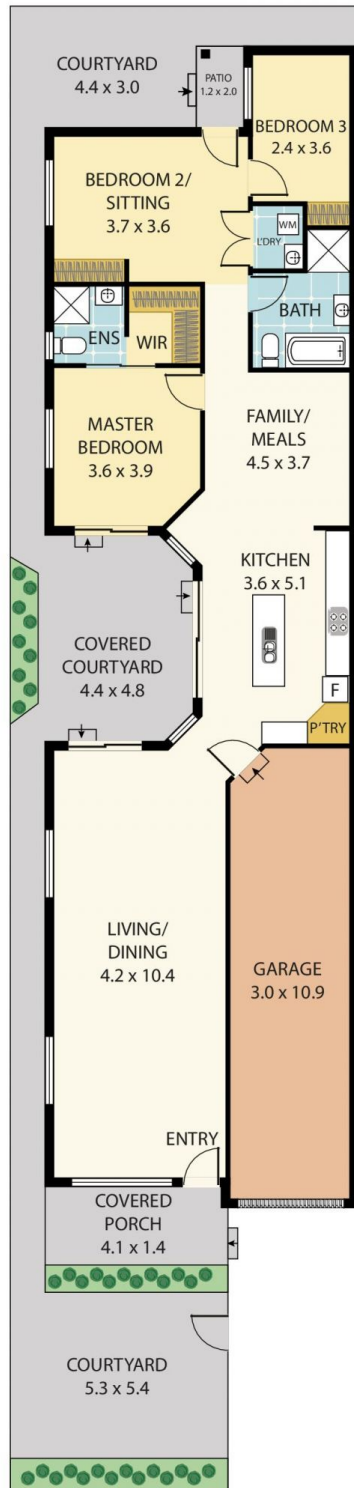 COURTYARD
4.4 x 3.0
PATIO
1.2 x 2.0
BEDROOM 3
2.4 x 3.6
BEDROOM 2/
SITTING
3.7 x 3.6
WM
L'DRY
ENS
WIR
BATH
MASTER
BEDROOM
3.6 x 3.9
FAMILY/
MEALS
4.5 x 3.7
KITCHEN
3.6 x 5.1
COVERED
COURTYARD
4.4 x 4.8
F
P'TRY
LIVING/
DINING
4.2 x 10.4
GARAGE
3.0 x 10.9
ENTRY
COVERED
PORCH
4.1 x 1.4
COURTYARD
5.3 x 5.4